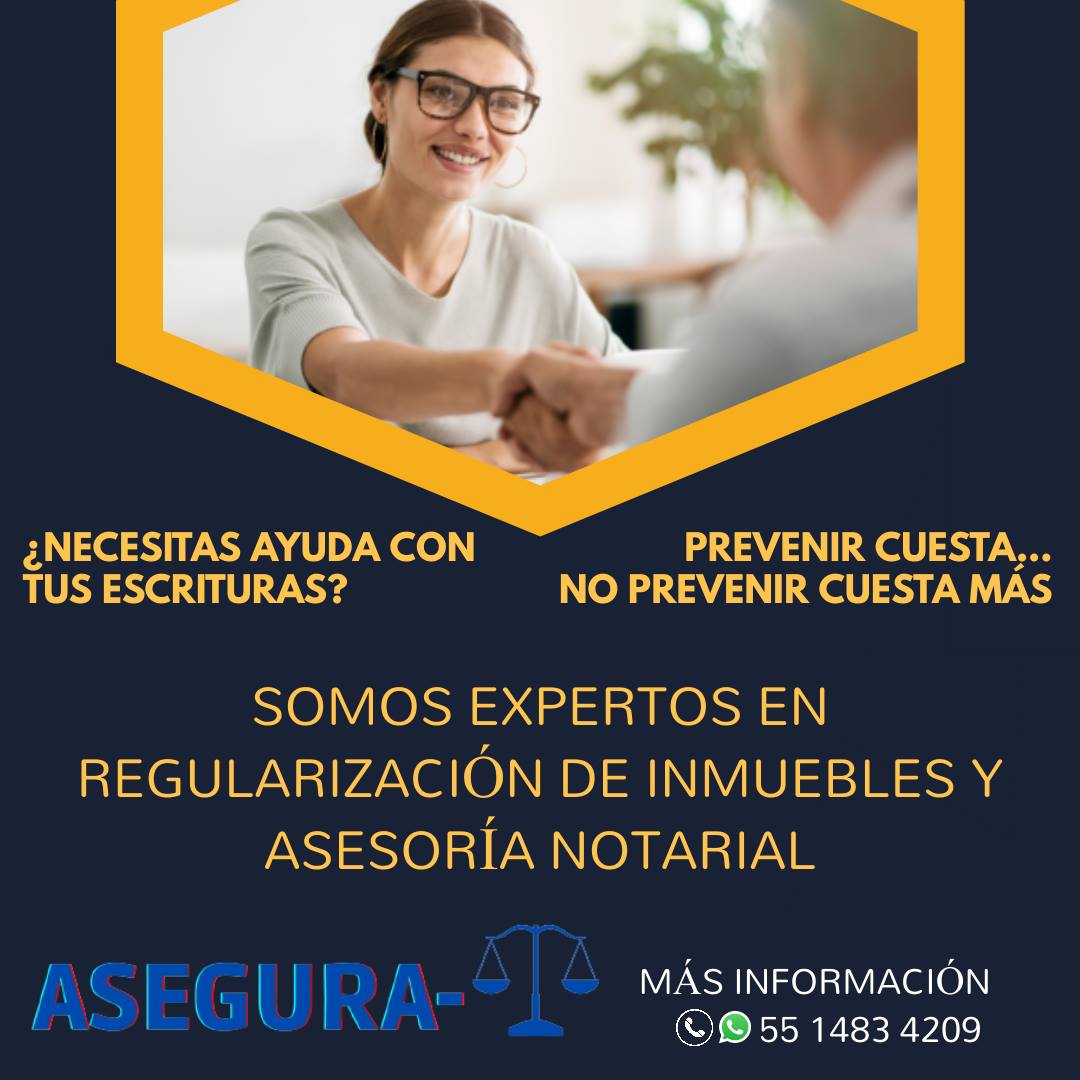 ¿NECESITAS AYUDA CON
TUS ESCRITURAS?
PREVENIR CUESTA...
NO PREVENIR CUESTA MÁS
SOMOS EXPERTOS EN
REGULARIZACIÓN DE INMUEBLES Y
ASESORÍA NOTARIAL
ASEGURA-
MÁS INFORMACIÓN
55 1483 4209